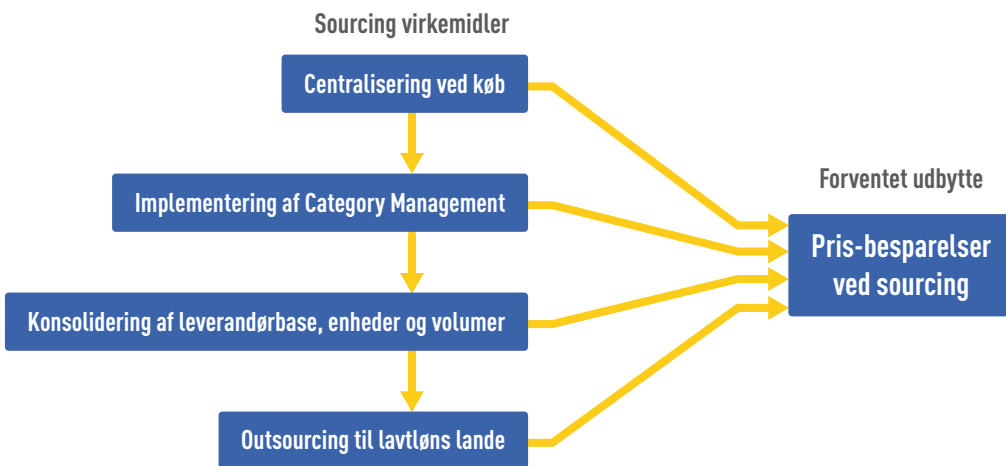 Sourcing virkemidler
Centralisering ved køb
Implementering af Category Management
Konsolidering af leverandørbase, enheder og volumer
Outsourcing til lavtløns lande
Forventet udbytte
Pris-besparelser
ved sourcing